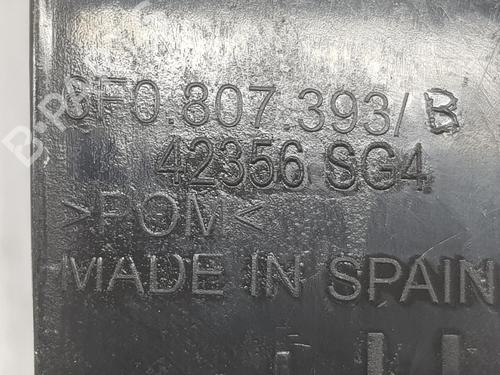 6F0.807.393/B
42356 SG4
>POM<
MADE IN SPAIN